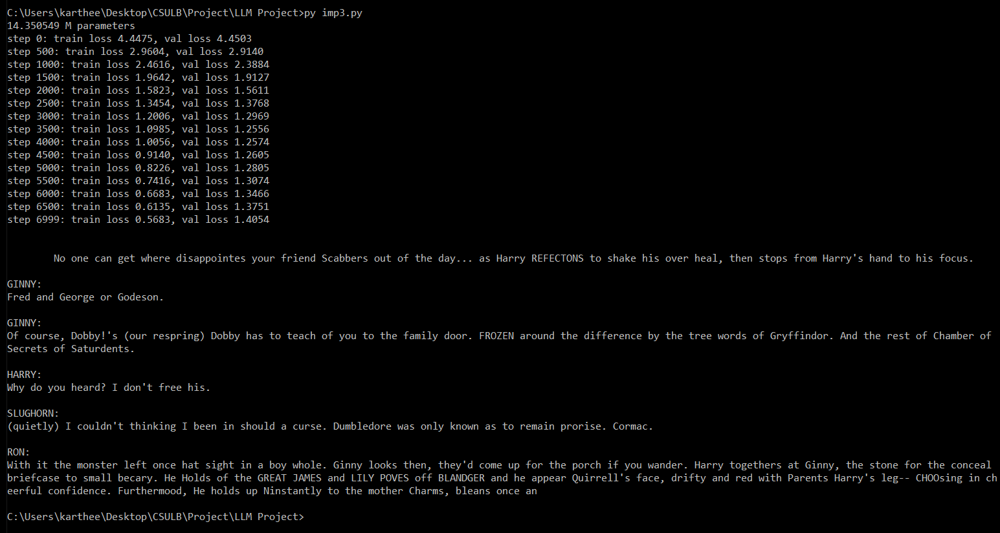 C:\Users\karthee\Desktop\CSULB\Project\LLM Project>py imp3.py
14.350549 M parameters
step 0: train loss 4.4475, val loss 4.4503
step 500: train loss 2.9604, val loss 2.9140
step 1000: train loss 2.4616, val loss 2.3884
step 1500: train loss 1.9642, val loss 1.9127
step 2000: train loss 1.5823, val loss 1.5611
step 2500: train loss 1.3454, val loss 1.3768
step 3000: train loss 1.2006, val loss 1.2969
step 3500: train loss 1.0985, val loss 1.2556
step 4000: train loss 1.0056, val loss 1.2574
step 4500: train loss 0.9140, val loss 1.2605
step 5000: train loss 0.8226, val loss 1.2805
step 5500: train loss 0.7416, val loss 1.3074
step 6000: train loss 0.6683, val loss 1.3466
step 6500: train loss 0.6135, val loss 1.3751
step 6999: train loss 0.5683, val loss 1.4054
No one can get where disappointes your friend Scabbers out of the day... as Harry REFECTONS to shake his over heal, then stops from Harry's hand to his focus.
GINNY:
Fred and George or Godeson.
GINNY:
Of course, Dobby!'s (our respring) Dobby has to teach of you to the family door. FROZEN around the difference by the tree words of Gryffindor. And the rest of Chamber of
Secrets of Saturdents.
HARRY:
Why do you heard? I don't free his.
SLUGHORN:
(quietly) I couldn't thinking I been in should a curse. Dumbledore was only known as to remain prorise. Cormac.
RON:
With it the monster left once hat sight in a boy whole. Ginny looks then, they'd come up for the porch if you wander. Harry togethers at Ginny, the stone for the conceal
briefcase to small becary. He Holds of the GREAT JAMES and LILY POVES off BLANDGER and he appear Quirrell's face, drifty and red with Parents Harry's leg-- CHOOsing in ch
eerful confidence. Furthermood, He holds up Ninstantly to the mother Charms, bleans once an
C:\Users\karthee\Desktop\CSULB\Project\LLM Project>